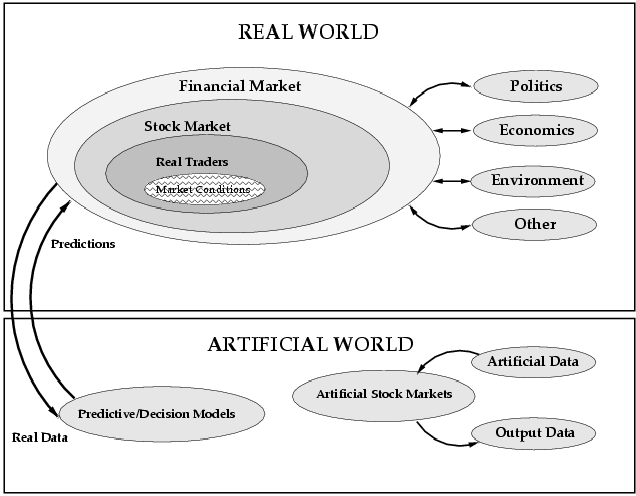 REAL WORLD
Financial Market
Stock Market
Real Traders
Market Conditions
Politics
Economics
Environment
Other
Predictions
ARTIFICIAL WORLD
Predictive/Decision Models
Real Data
Artificial Stock Markets
Artificial Data
Output Data